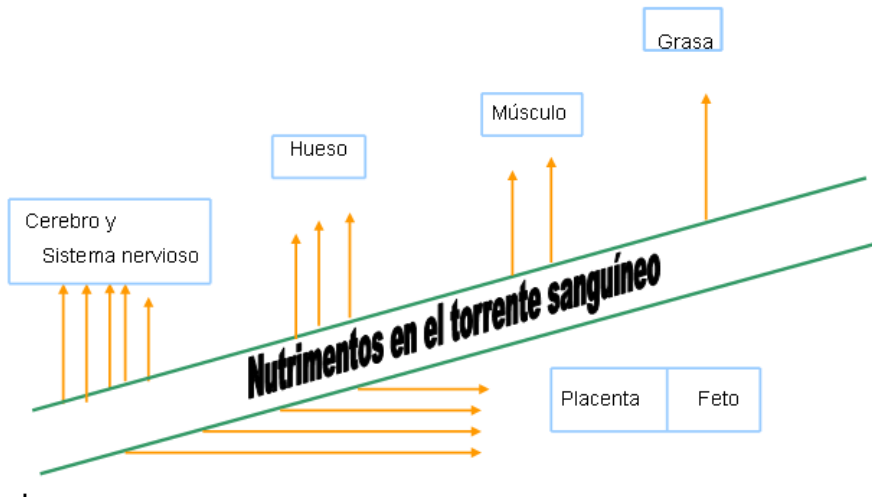 Grasa
Músculo
Hueso
Cerebro y
Sistema nervioso
Nutrimentos en el torrente sanguíneo
Placenta
Feto